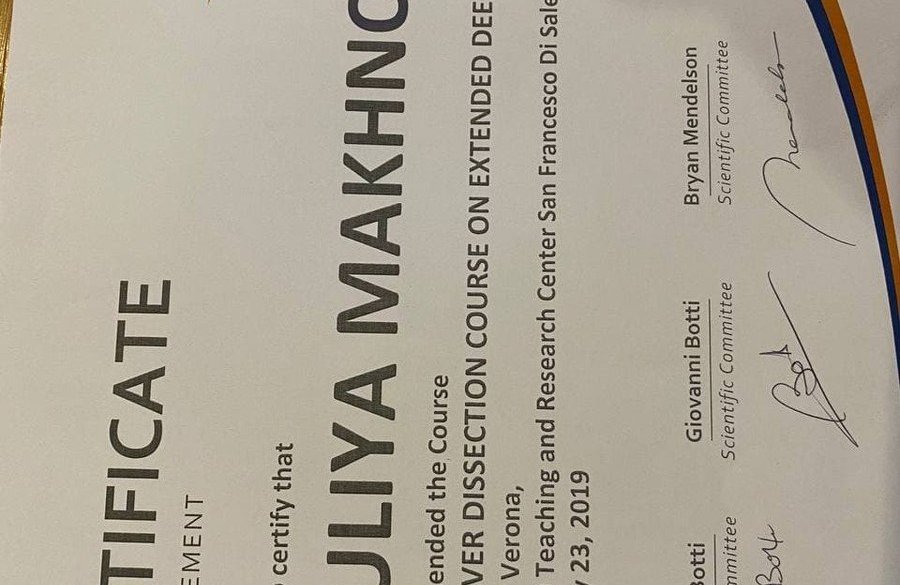 TIFICATE
EMENT
certify that
ULIYA MAKHNO
ended the Course
VER DISSECTION COURSE ON EXTENDED DEE
Verona,
Teaching and Research Center San Francesco Di Sale
23, 2019
Botti
mmittee
Giovanni Botti
Scientific Committee
Bryan Mendelson
Scientific Committee